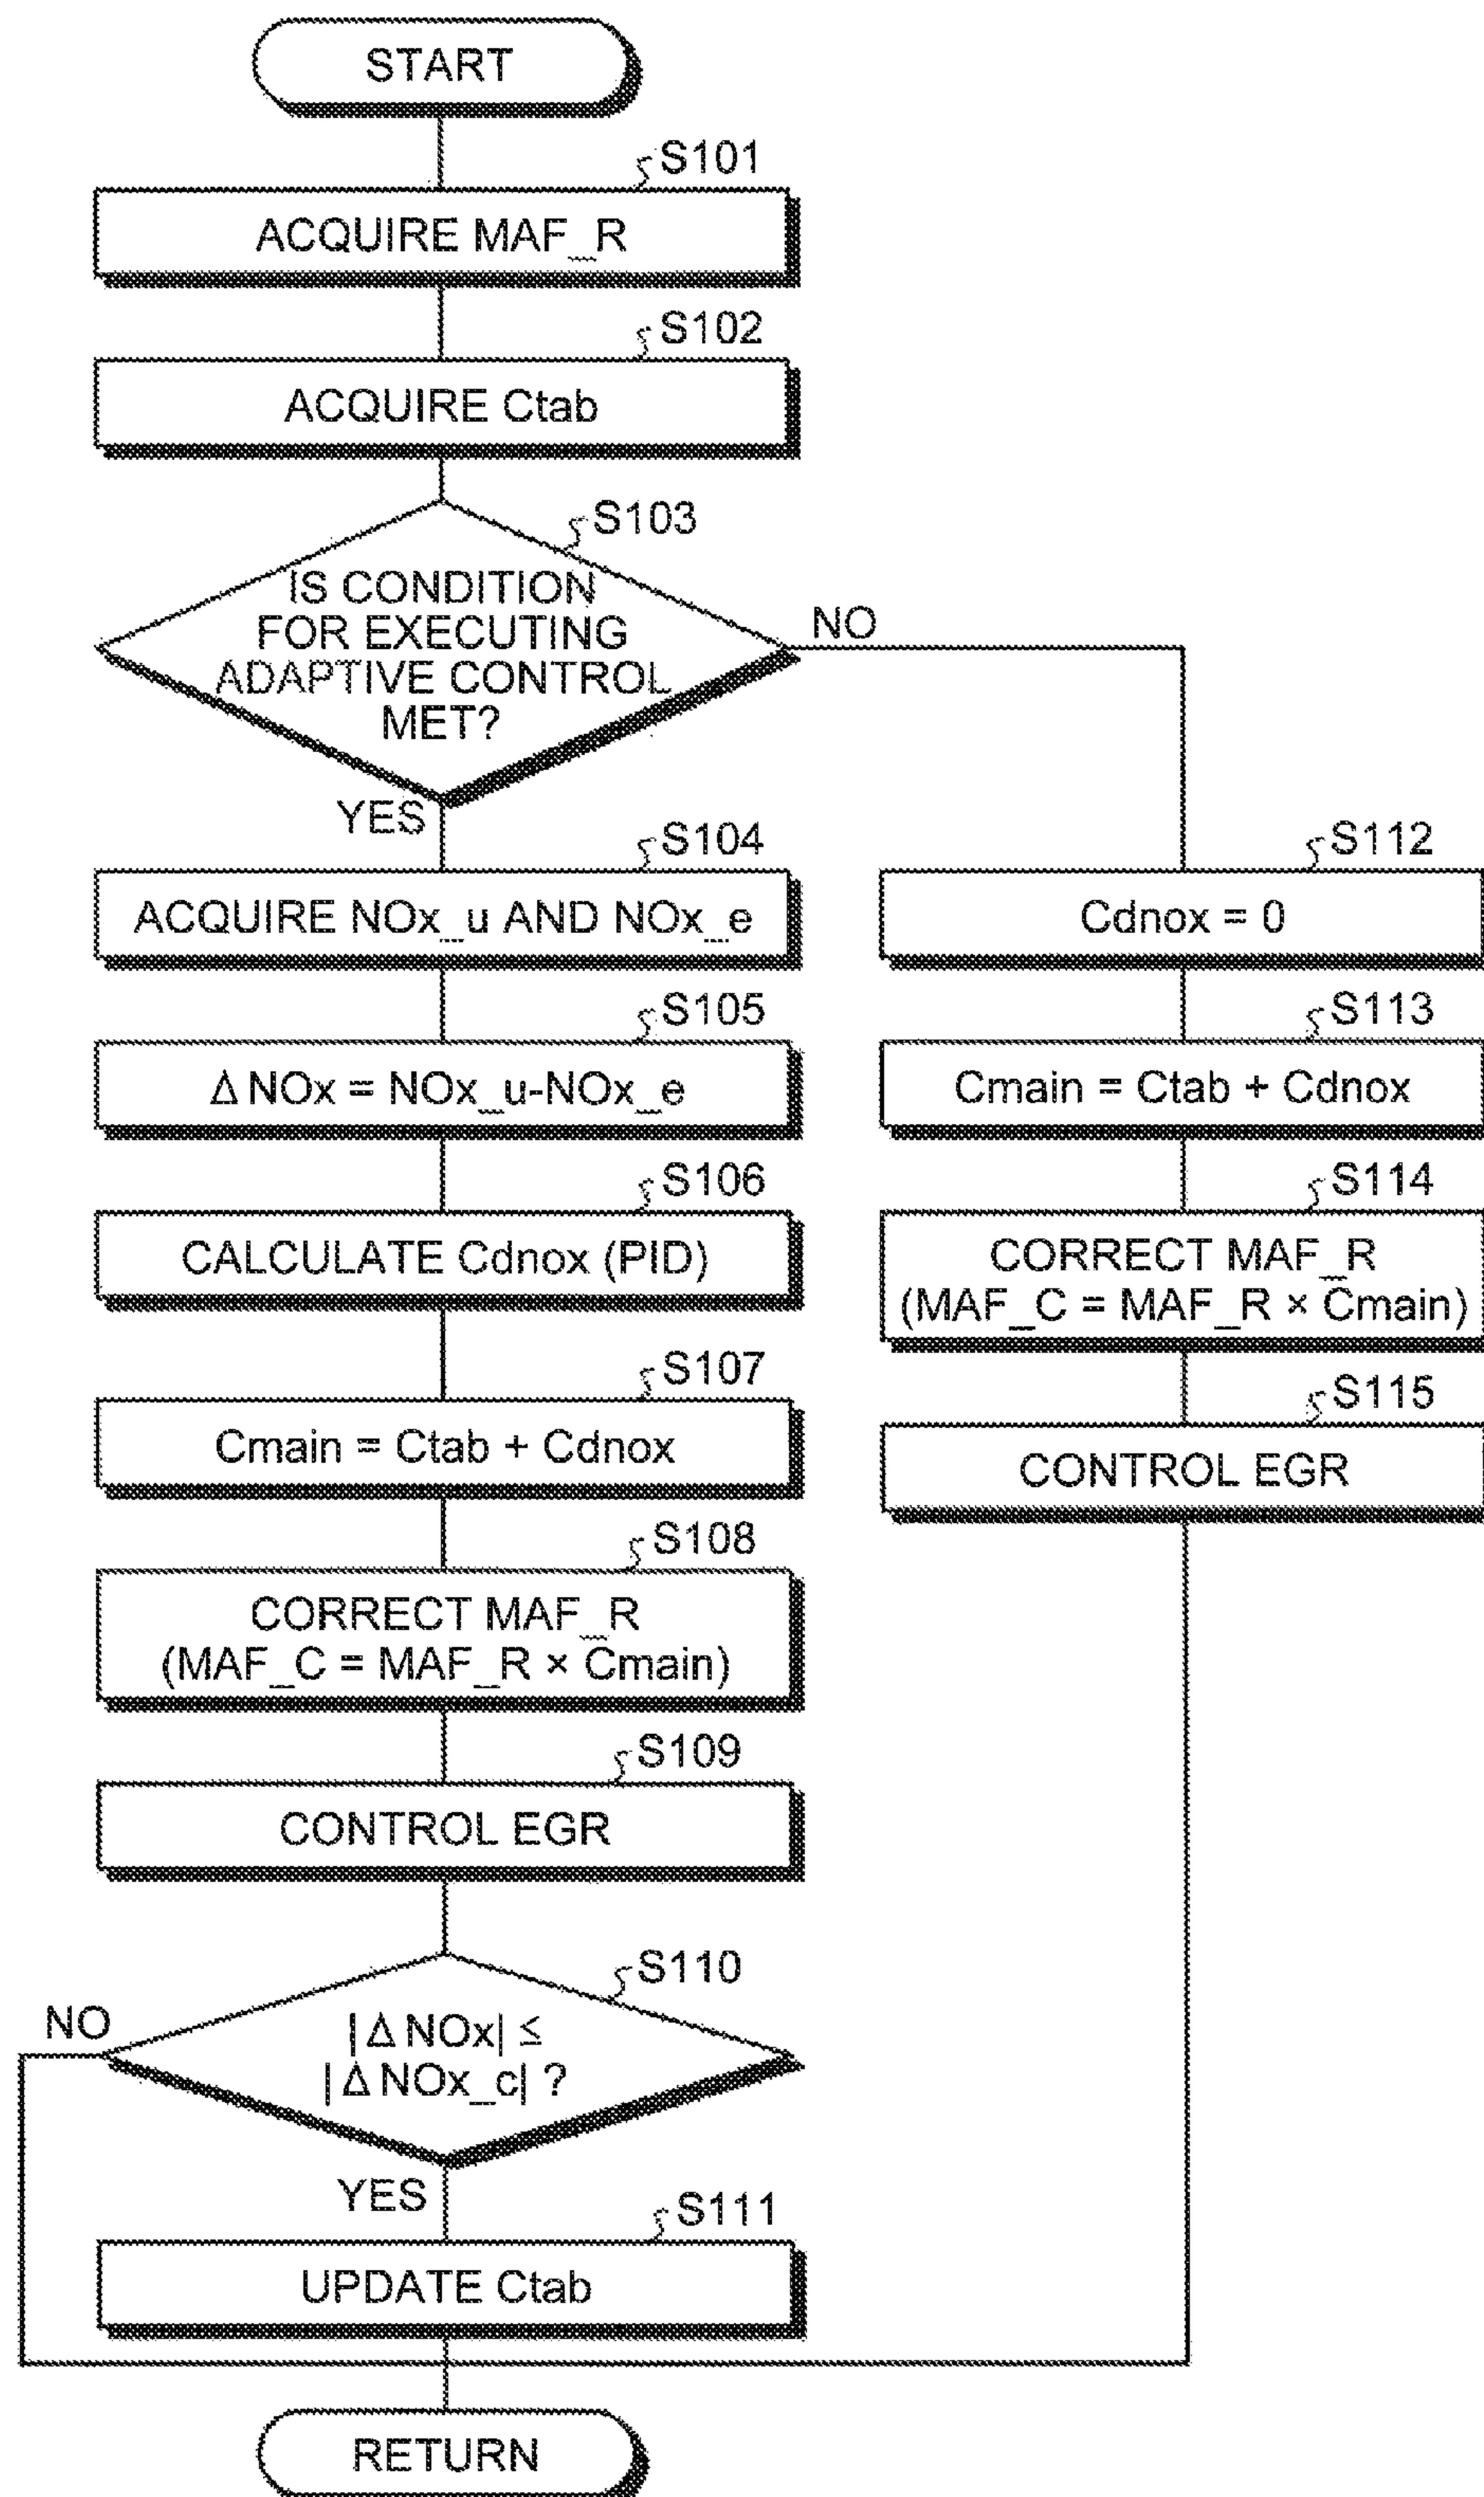 START
S101
ACQUIRE MAF_R
S102
ACQUIRE Ctab
S103
IS CONDITION
FOR EXECUTING
ADAPTIVE CONTROL
MET?
NO
YES
S104
ACQUIRE NOx_u AND NOx_e
S105
Δ NOx = NOx_u-NOx_e
S106
CALCULATE Cdnox (PID)
S107
Cmain = Ctab + Cdnox
S108
CORRECT MAF_R
(MAF_C = MAF_R × Cmain)
S109
CONTROL EGR
S110
|Δ NOx| ≤
|Δ NOx_c| ?
NO
YES
S111
UPDATE Ctab
S112
Cdnox = 0
S113
Cmain = Ctab + Cdnox
S114
CORRECT MAF_R
(MAF_C = MAF_R × Cmain)
S115
CONTROL EGR
RETURN